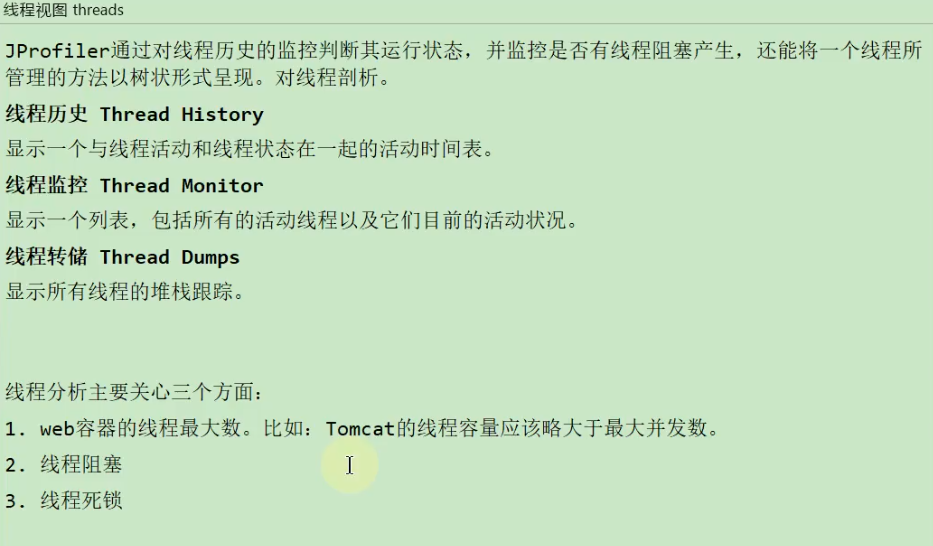 线程视图 threads
JProfiler通过对线程历史的监控判断其运行状态，并监控是否有线程阻塞产生，还能将一个线程所
管理的方法以树状形式呈现。对线程剖析。
线程历史 Thread History
显示一个与线程活动和线程状态在一起的活动时间表。
线程监控 Thread Monitor
显示一个列表，包括所有的活动线程以及它们目前的活动状况。
线程转储 Thread Dumps
显示所有线程的堆栈跟踪。
线程分析主要关心三个方面：
1. web容器的线程最大数。比如：Tomcat的线程容量应该略大于最大并发数。
2. 线程阻塞
3. 线程死锁